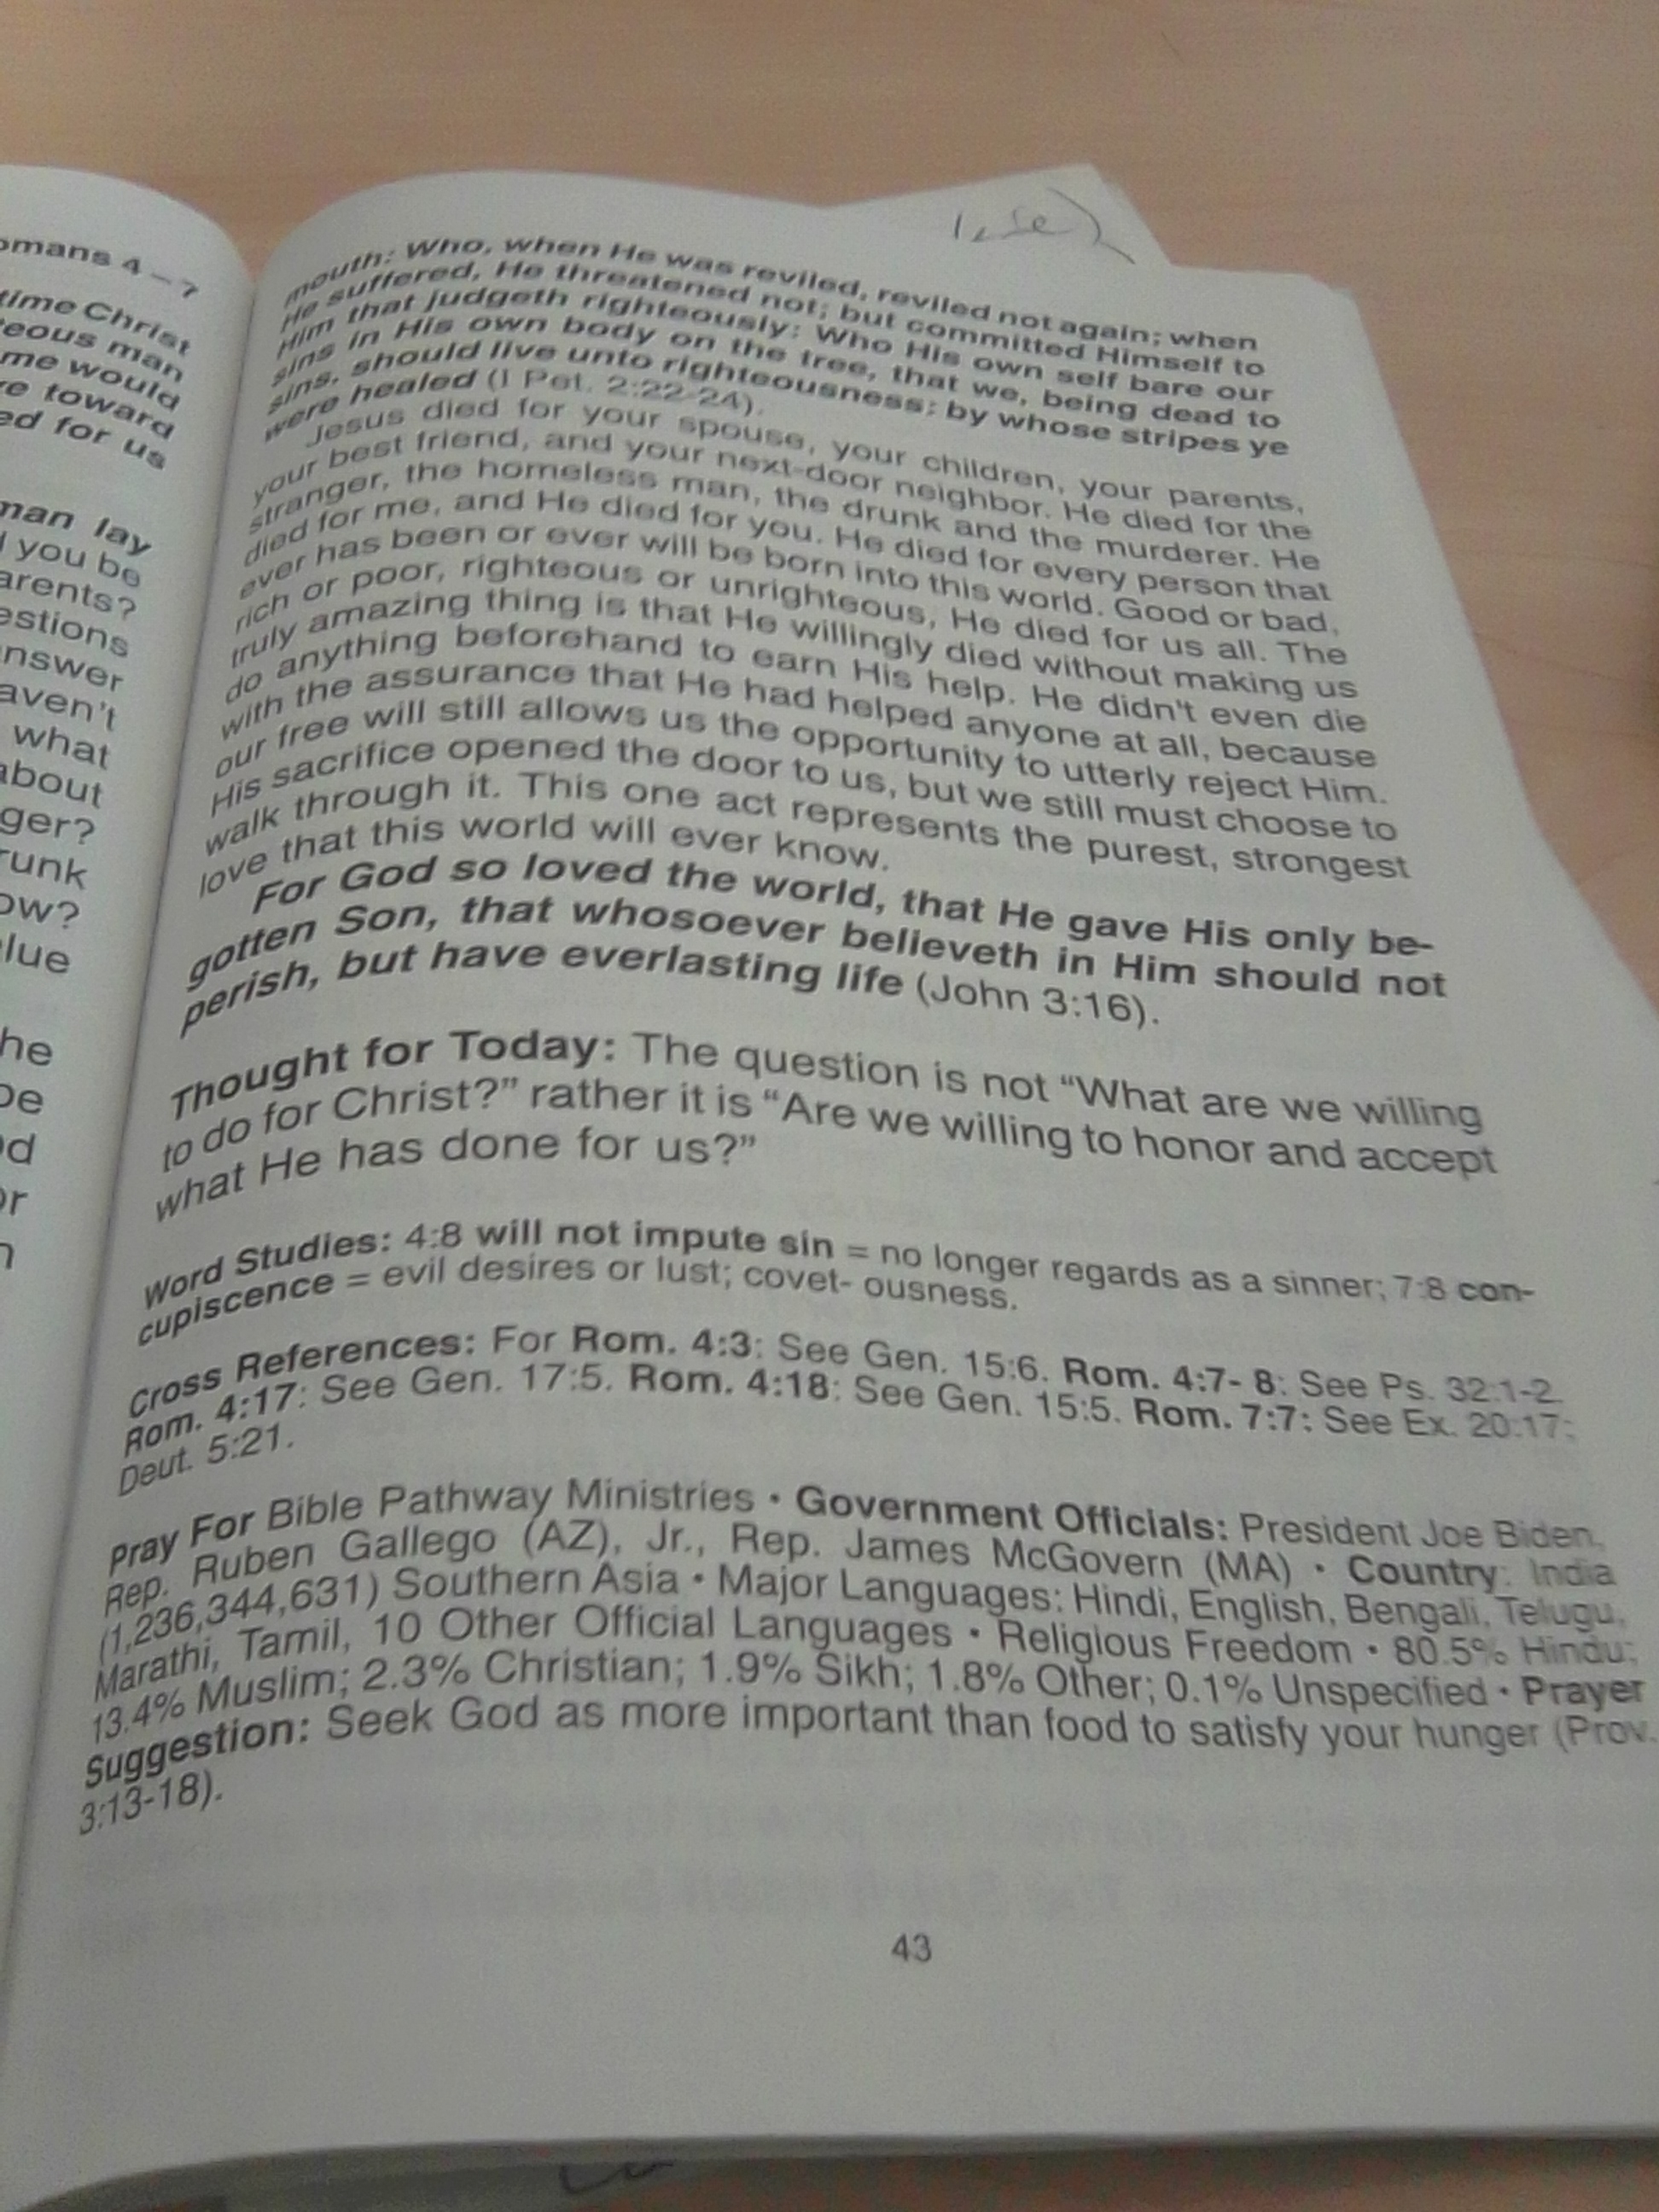 omans 4 – 7
time Christ
eous man
me would
e toward
ed for us
man lay
you be
arents?
estions
nswer
aven't
what
about
ger?
runk
ow?
lue
he
be
d
or
n
mouth: Who, when He was reviled, reviled not again; when
He suffered, He threatened not; but committed Himself to
Him that judgeth righteously: Who His own self bare our
sins in His own body on the tree, that we, being dead to
sins, should live unto righteousness; by whose stripes ye
were healed (I Pet. 2:22-24).
Jesus died for your spouse, your children, your parents,
your best friend, and your next-door neighbor. He died for the
stranger, the homeless man, the drunk and the murderer. He
died for me, and He died for you. He died for every person that
ever has been or ever will be born into this world. Good or bad,
rich or poor, righteous or unrighteous, He died for us all. The
truly amazing thing is that He willingly died without making us
do anything beforehand to earn His help. He didn't even die
with the assurance that He had helped anyone at all, because
our free will still allows us the opportunity to utterly reject Him.
His sacrifice opened the door to us, but we still must choose to
walk through it. This one act represents the purest, strongest
love that this world will ever know.
For God so loved the world, that He gave His only be-
gotten Son, that whosoever believeth in Him should not
perish, but have everlasting life (John 3:16).
Thought for Today: The question is not “What are we willing
to do for Christ?” rather it is “Are we willing to honor and accept
what He has done for us?”
Word Studies: 4:8 will not impute sin = no longer regards as a sinner; 7:8 con-
cupiscence = evil desires or lust; covet- ousness.
Cross References: For Rom. 4:3: See Gen. 15:6. Rom. 4:7- 8: See Ps. 32:1-2.
Rom. 4:17: See Gen. 17:5. Rom. 4:18: See Gen. 15:5. Rom. 7:7: See Ex. 20:17;
Deut. 5:21.
Pray For Bible Pathway Ministries • Government Officials: President Joe Biden,
Rep. Ruben Gallego (AZ), Jr., Rep. James McGovern (MA) • Country: India
(1,236,344,631) Southern Asia • Major Languages: Hindi, English, Bengali, Telugu,
Marathi, Tamil, 10 Other Official Languages • Religious Freedom • 80.5% Hindu;
13.4% Muslim; 2.3% Christian; 1.9% Sikh; 1.8% Other; 0.1% Unspecified • Prayer
Suggestion: Seek God as more important than food to satisfy your hunger (Prov.
3:13-18).
43